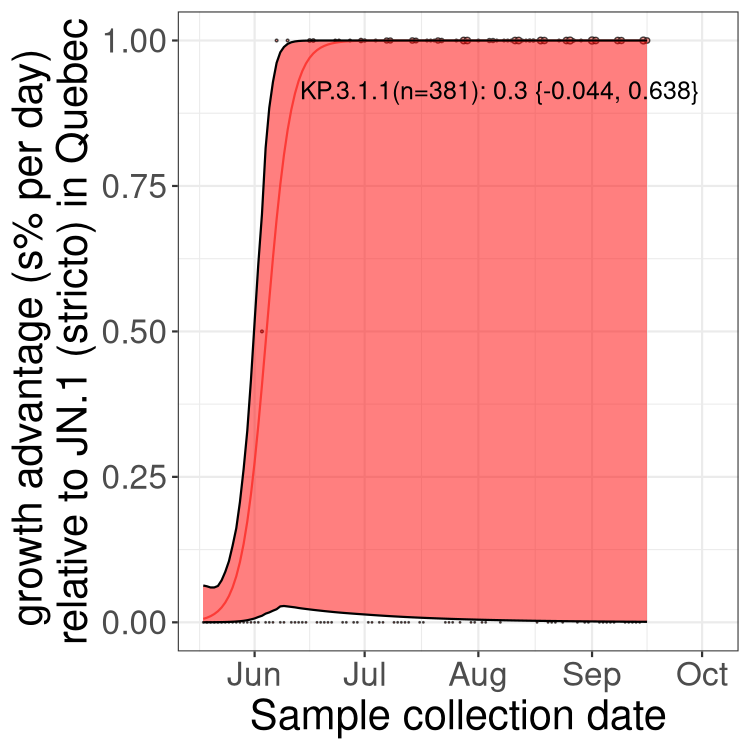 growth advantage (s% per day)
relative to JN.1 (stricto) in Quebec
1.00
0.75
0.50
0.25
0.00
KP.3.1.1(n=381): 0.3 {-0.044, 0.638}
Jun Jul Aug Sep Oct
Sample collection date